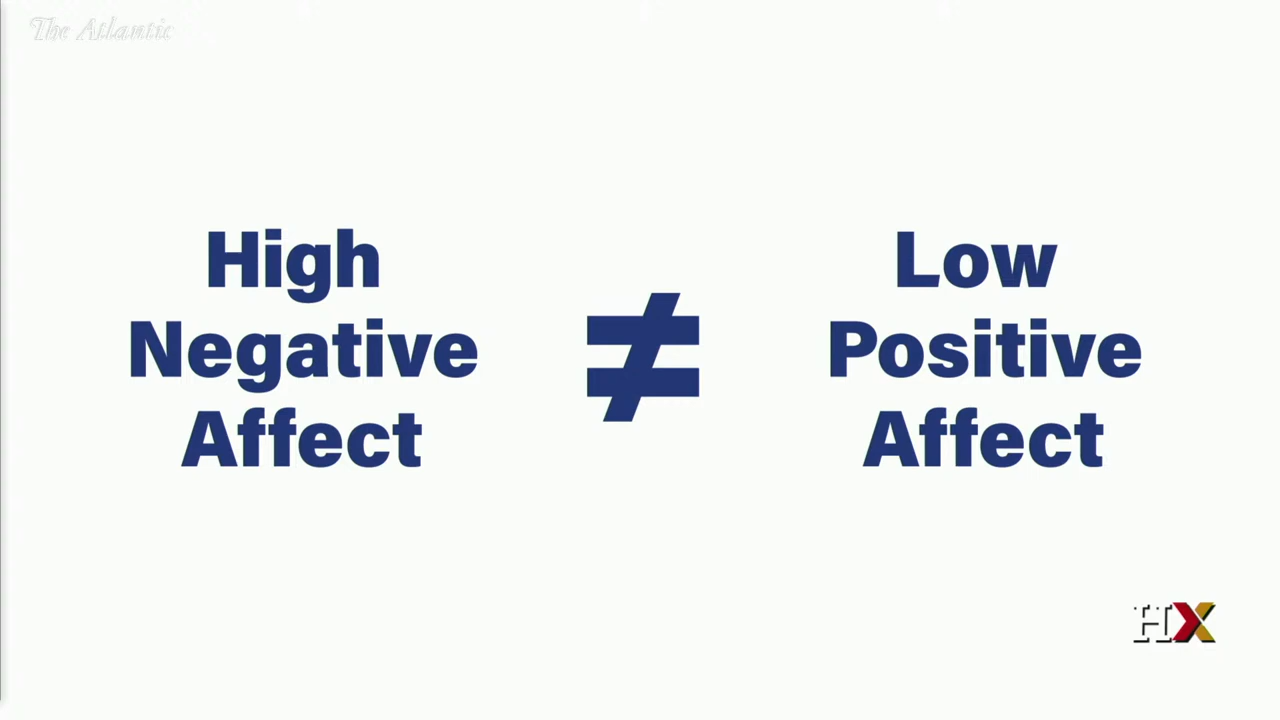 The Atlantic
High
Negative
Affect
≠
Low
Positive
Affect
HX